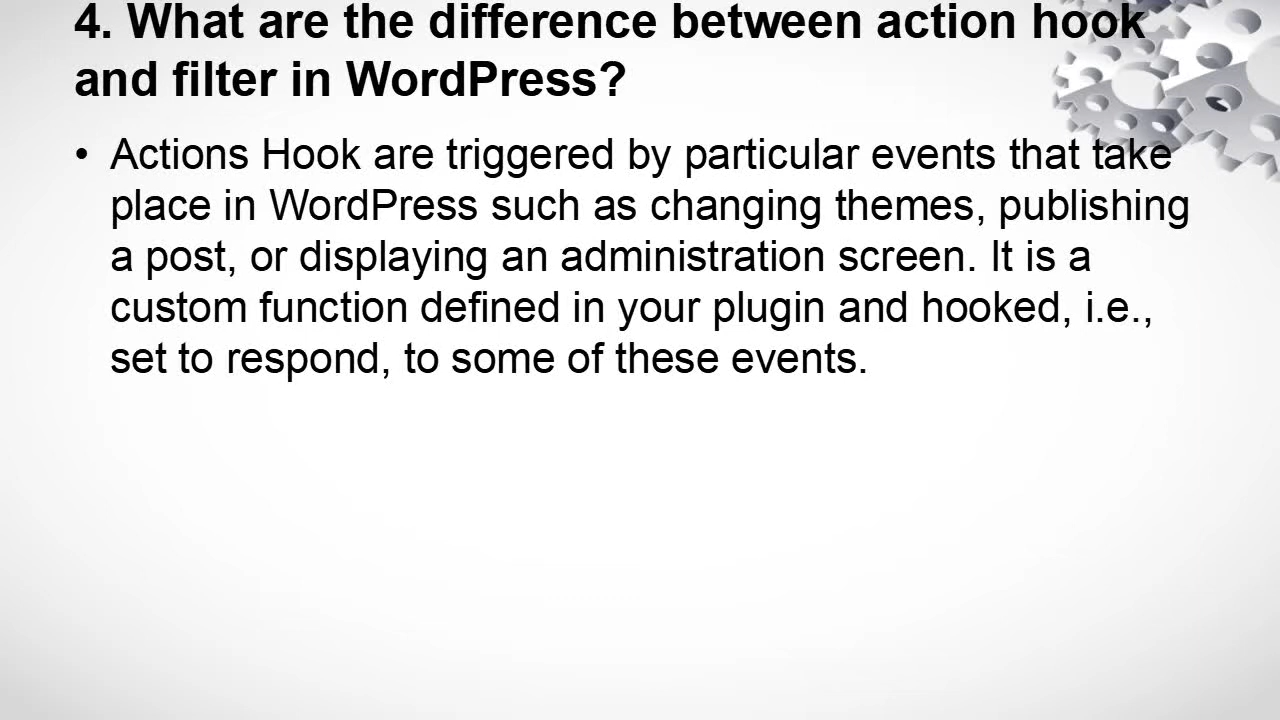 4. What are the difference between action hook
and filter in WordPress?
• Actions Hook are triggered by particular events that take
place in WordPress such as changing themes, publishing
a post, or displaying an administration screen. It is a
custom function defined in your plugin and hooked, i.e.,
set to respond, to some of these events.